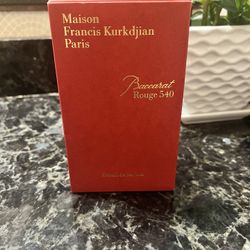 Maison
Francis Kurkdjian
Paris
Baccarat
Rouge 540